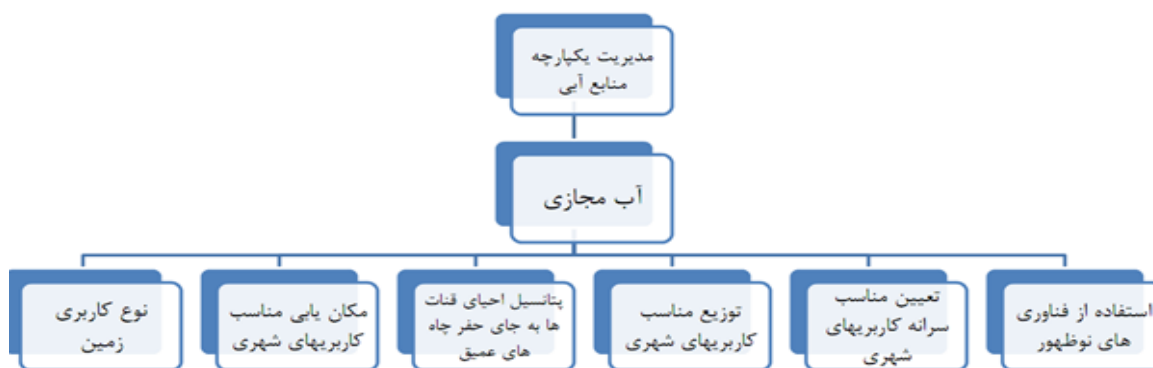 مدیریت یکپارچه
منابع آبی
آب مجازی
استفاده از فناوری
های نوظهور
تعیین مناسب
سرانه کاربریهای
شهری
توزیع مناسب
کاربریهای شهری
پتانسیل احیای قنات
ها به جای حفر چاه
های عمیق
مکان یابی مناسب
کاربریهای شهری
نوع کاربری
زمین